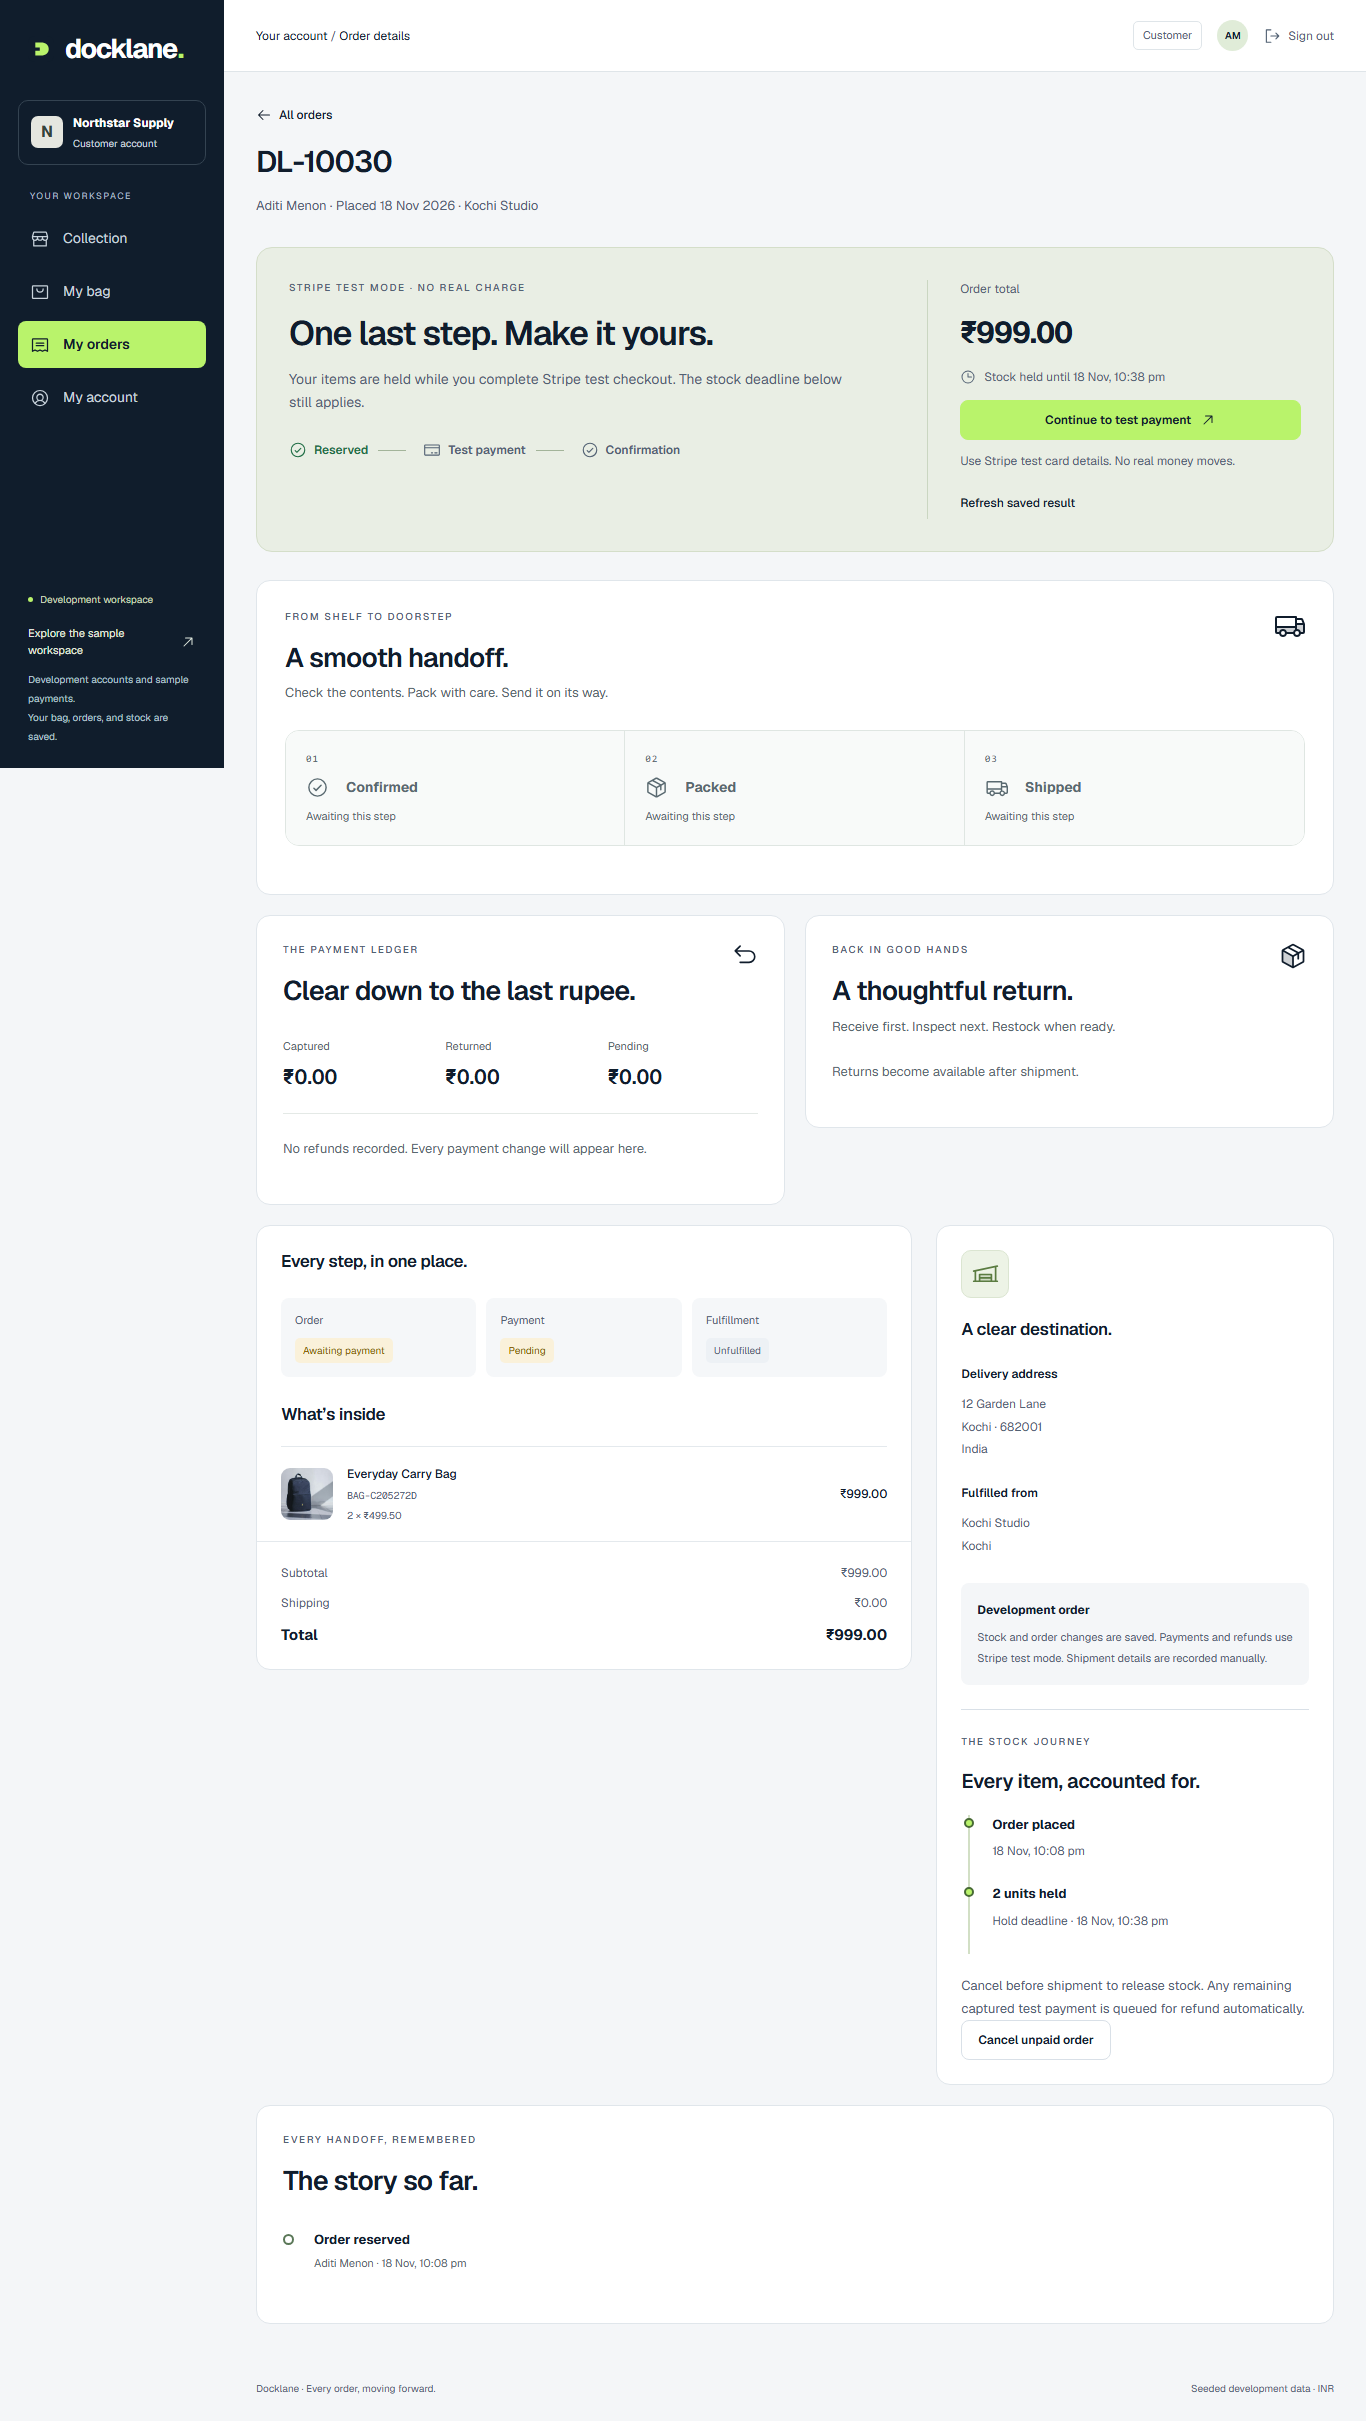 docklane.
N
Northstar Supply
Customer account
YOUR WORKSPACE
Collection
My bag
My orders
My account
Development workspace
Explore the sample
workspace
Development accounts and sample
payments.
Your bag, orders, and stock are
saved.
Your account / Order details
Customer
AM
Sign out
All orders
DL-10030
Aditi Menon · Placed 18 Nov 2026 · Kochi Studio
STRIPE TEST MODE · NO REAL CHARGE
One last step. Make it yours.
Your items are held while you complete Stripe test checkout. The stock deadline below
still applies.
Reserved
Test payment
Confirmation
Order total
₹999.00
Stock held until 18 Nov, 10:38 pm
Continue to test payment
Use Stripe test card details. No real money moves.
Refresh saved result
FROM SHELF TO DOORSTEP
A smooth handoff.
Check the contents. Pack with care. Send it on its way.
01
Confirmed
Awaiting this step
02
Packed
Awaiting this step
03
Shipped
Awaiting this step
THE PAYMENT LEDGER
Clear down to the last rupee.
Captured
₹0.00
Returned
₹0.00
Pending
₹0.00
No refunds recorded. Every payment change will appear here.
BACK IN GOOD HANDS
A thoughtful return.
Receive first. Inspect next. Restock when ready.
Returns become available after shipment.
Every step, in one place.
Order
Awaiting payment
Payment
Pending
Fulfillment
Unfulfilled
What's inside
Everyday Carry Bag
BAG-C205272D
2 × ₹499.50
₹999.00
Subtotal ₹999.00
Shipping ₹0.00
Total ₹999.00
A clear destination.
Delivery address
12 Garden Lane
Kochi · 682001
India
Fulfilled from
Kochi Studio
Kochi
Development order
Stock and order changes are saved. Payments and refunds use
Stripe test mode. Shipment details are recorded manually.
THE STOCK JOURNEY
Every item, accounted for.
Order placed
18 Nov, 10:08 pm
2 units held
Hold deadline · 18 Nov, 10:38 pm
Cancel before shipment to release stock. Any remaining
captured test payment is queued for refund automatically.
Cancel unpaid order
EVERY HANDOFF, REMEMBERED
The story so far.
Order reserved
Aditi Menon · 18 Nov, 10:08 pm
Docklane · Every order, moving forward.
Seeded development data · INR